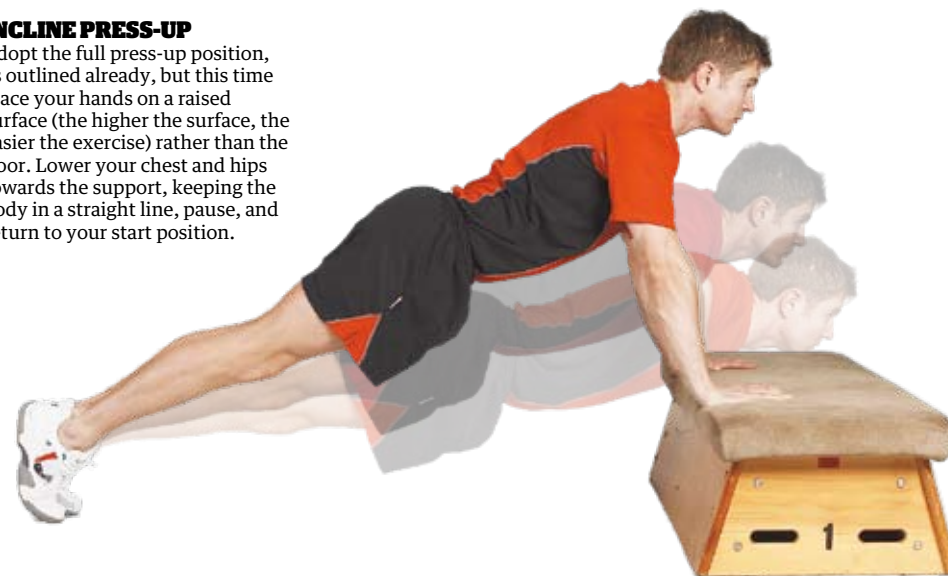 NCLINE PRESS-UP
dopt the full press-up position,
s outlined already, but this time
ace your hands on a raised
urface (the higher the surface, the
asier the exercise) rather than the
oor. Lower your chest and hips
owards the support, keeping the
ody in a straight line, pause, and
eturn to your start position.
1